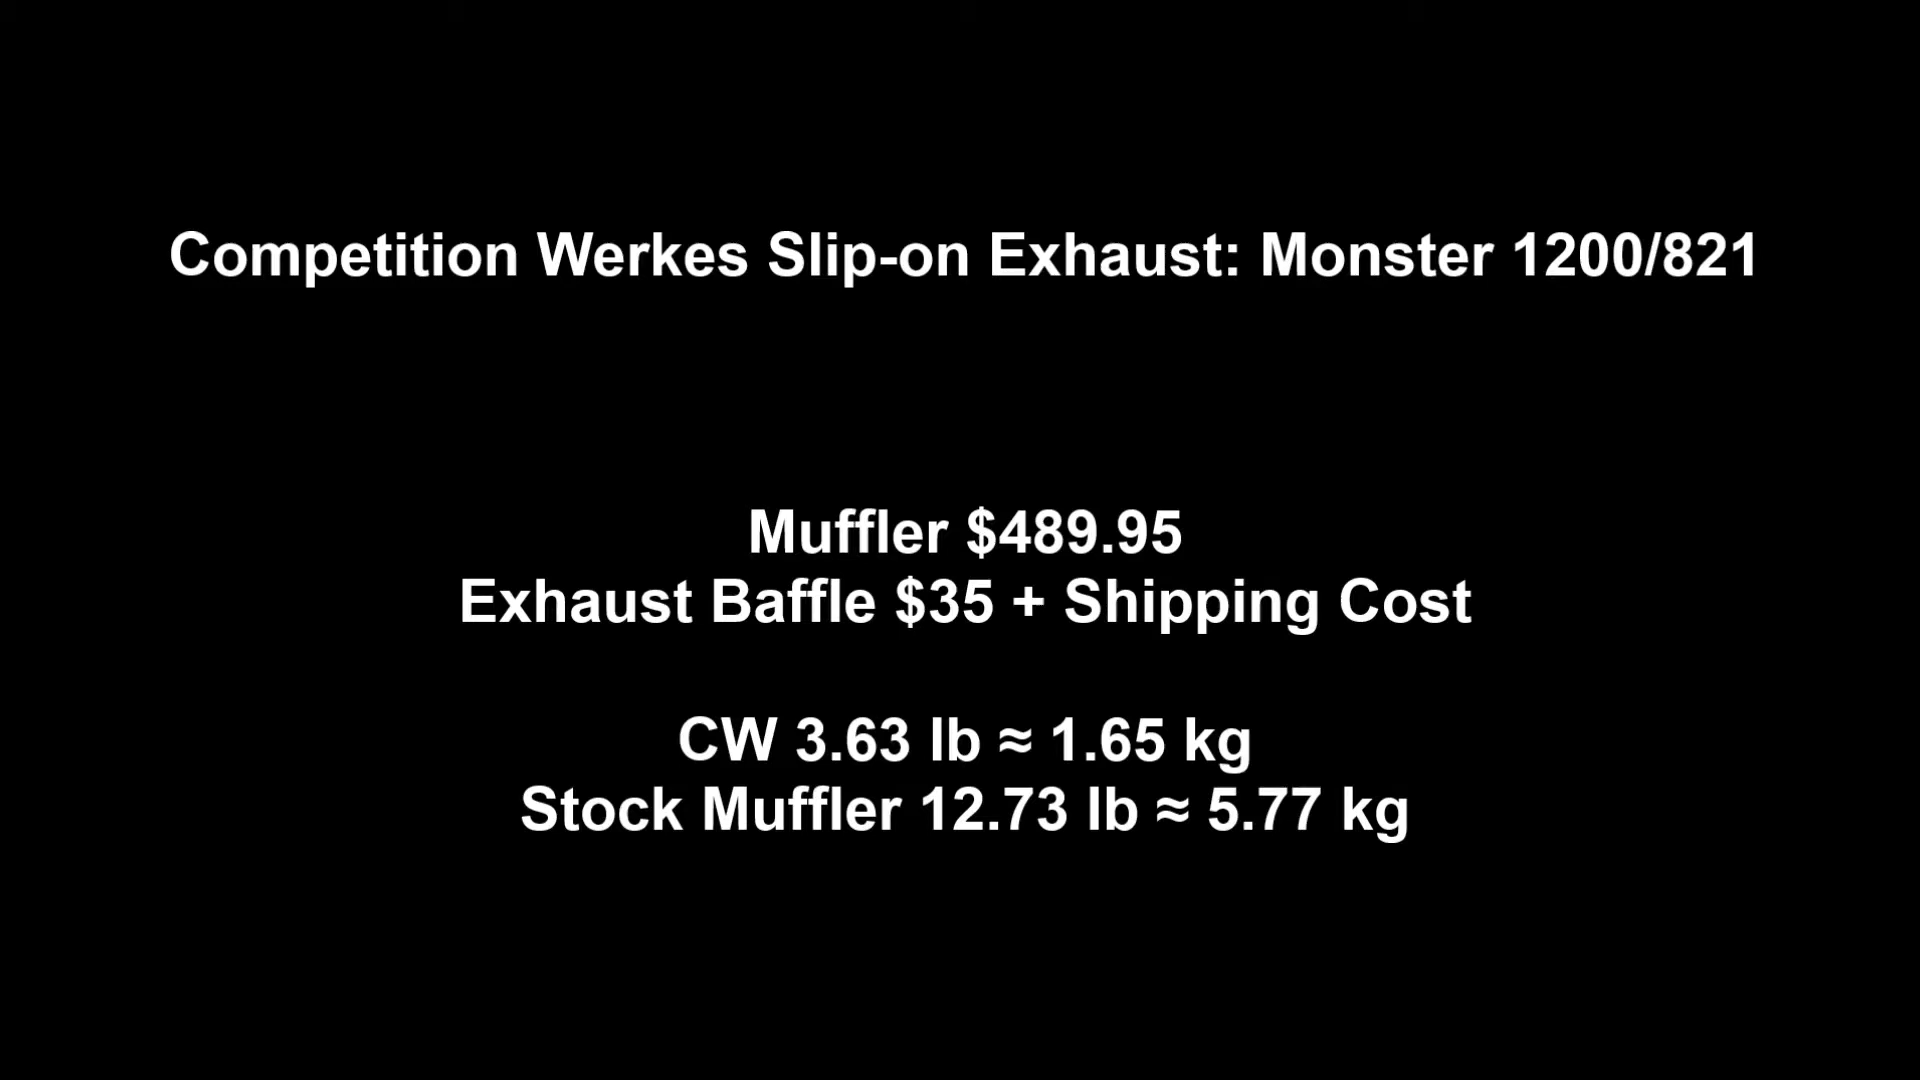 Competition Werkes Slip-on Exhaust: Monster 1200/821
Muffler $489.95
Exhaust Baffle $35 + Shipping Cost
CW 3.63 lb ≈ 1.65 kg
Stock Muffler 12.73 lb ≈ 5.77 kg